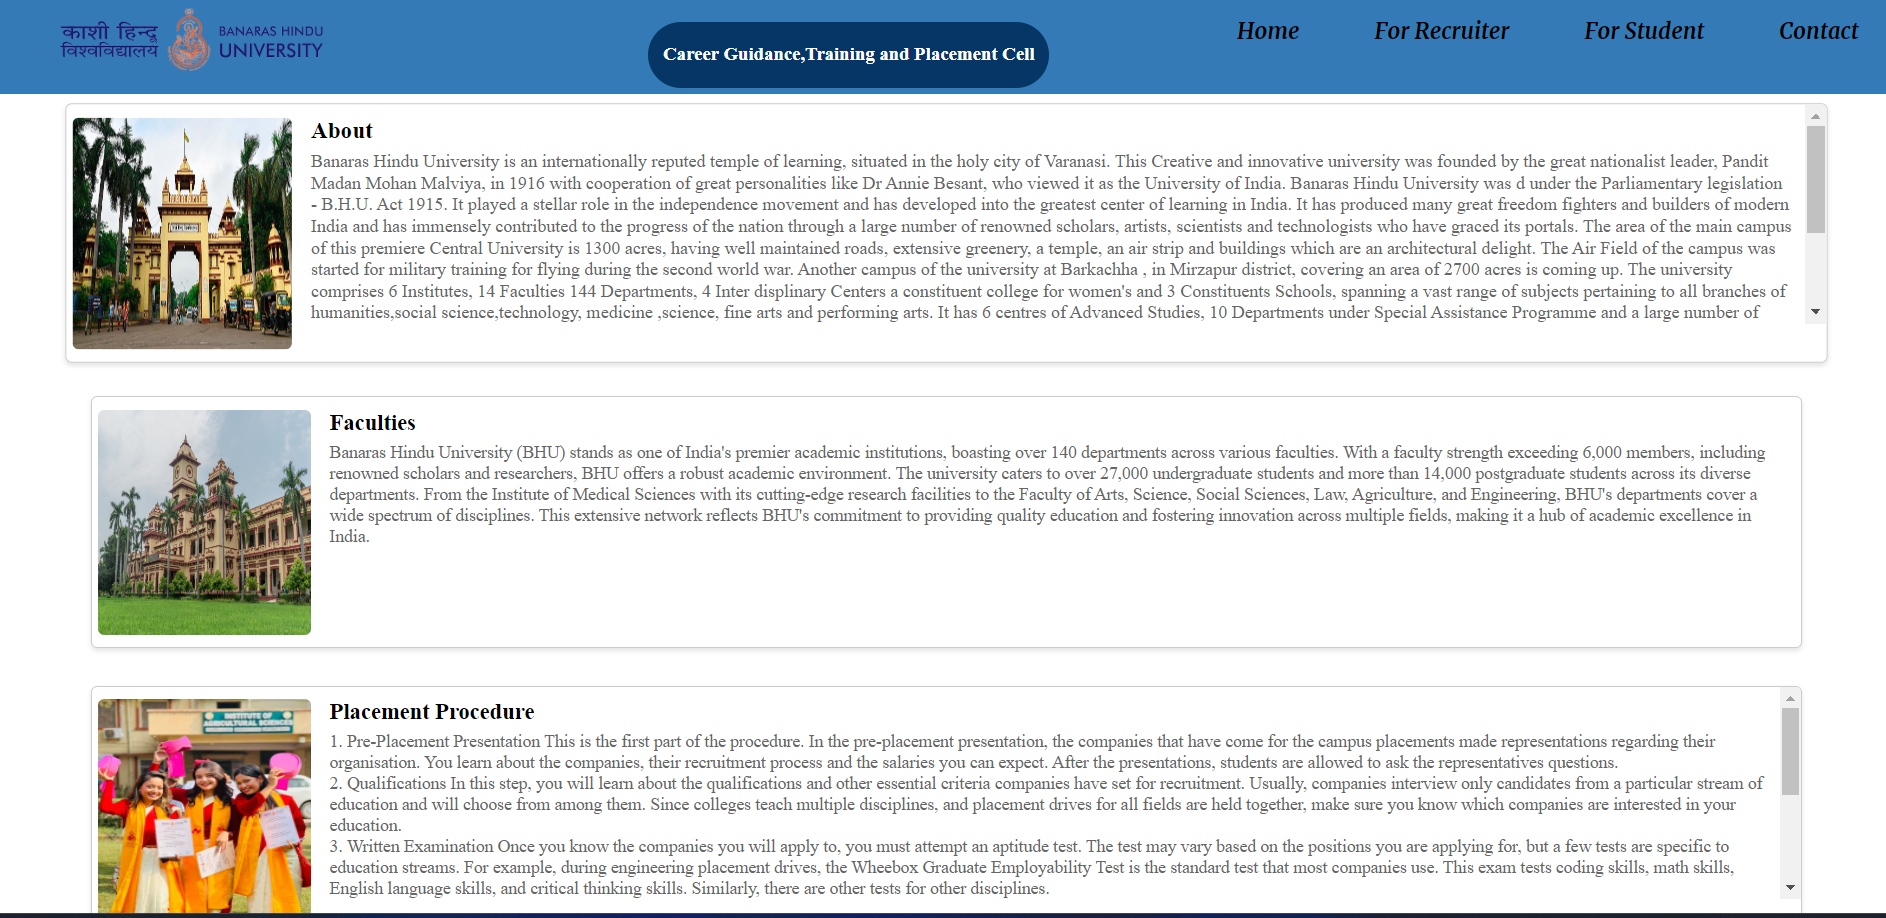 काशी हिन्दू
विश्वविद्यालय
BANARAS HINDU
UNIVERSITY
Career Guidance,Training and Placement Cell
Home
For Recruiter
For Student
Contact
About
Banaras Hindu University is an internationally reputed temple of learning, situated in the holy city of Varanasi. This Creative and innovative university was founded by the great nationalist leader, Pandit
Madan Mohan Malviya, in 1916 with cooperation of great personalities like Dr Annie Besant, who viewed it as the University of India. Banaras Hindu University was d under the Parliamentary legislation
- B.H.U. Act 1915. It played a stellar role in the independence movement and has developed into the greatest center of learning in India. It has produced many great freedom fighters and builders of modern
India and has immensely contributed to the progress of the nation through a large number of renowned scholars, artists, scientists and technologists who have graced its portals. The area of the main campus
of this premiere Central University is 1300 acres, having well maintained roads, extensive greenery, a temple, an air strip and buildings which are an architectural delight. The Air Field of the campus was
started for military training for flying during the second world war. Another campus of the university at Barkachha , in Mirzapur district, covering an area of 2700 acres is coming up. The university
comprises 6 Institutes, 14 Faculties 144 Departments, 4 Inter displinary Centers a constituent college for women's and 3 Constituents Schools, spanning a vast range of subjects pertaining to all branches of
humanities,social science,technology, medicine ,science, fine arts and performing arts. It has 6 centres of Advanced Studies, 10 Departments under Special Assistance Programme and a large number of
Faculties
Banaras Hindu University (BHU) stands as one of India's premier academic institutions, boasting over 140 departments across various faculties. With a faculty strength exceeding 6,000 members, including
renowned scholars and researchers, BHU offers a robust academic environment. The university caters to over 27,000 undergraduate students and more than 14,000 postgraduate students across its diverse
departments. From the Institute of Medical Sciences with its cutting-edge research facilities to the Faculty of Arts, Science, Social Sciences, Law, Agriculture, and Engineering, BHU's departments cover a
wide spectrum of disciplines. This extensive network reflects BHU's commitment to providing quality education and fostering innovation across multiple fields, making it a hub of academic excellence in
India.
INSTITUTE OF
AGRICULTURAL SCIENCES
Placement Procedure
1. Pre-Placement Presentation This is the first part of the procedure. In the pre-placement presentation, the companies that have come for the campus placements made representations regarding their
organisation. You learn about the companies, their recruitment process and the salaries you can expect. After the presentations, students are allowed to ask the representatives questions.
2. Qualifications In this step, you will learn about the qualifications and other essential criteria companies have set for recruitment. Usually, companies interview only candidates from a particular stream of
education and will choose from among them. Since colleges teach multiple disciplines, and placement drives for all fields are held together, make sure you know which companies are interested in your
education.
3. Written Examination Once you know the companies you will apply to, you must attempt an aptitude test. The test may vary based on the positions you are applying for, but a few tests are specific to
education streams. For example, during engineering placement drives, the Wheebox Graduate Employability Test is the standard test that most companies use. This exam tests coding skills, math skills,
English language skills, and critical thinking skills. Similarly, there are other tests for other disciplines.